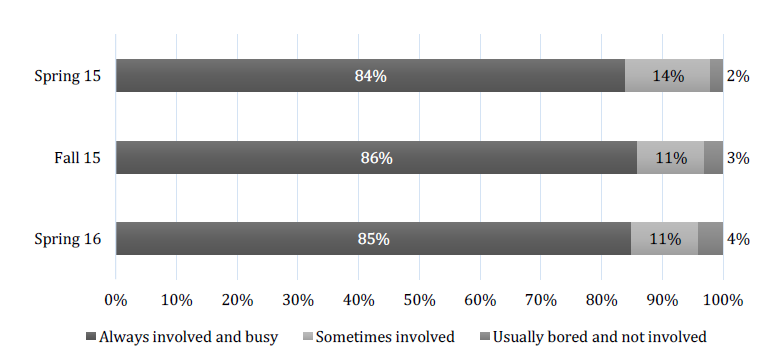 Spring 15 84% 14% 2%
Fall 15 86% 11% 3%
Spring 16 85% 11% 4%
0% 10% 20% 30% 40% 50% 60% 70% 80% 90% 100%
Always involved and busy Sometimes involved Usually bored and not involved